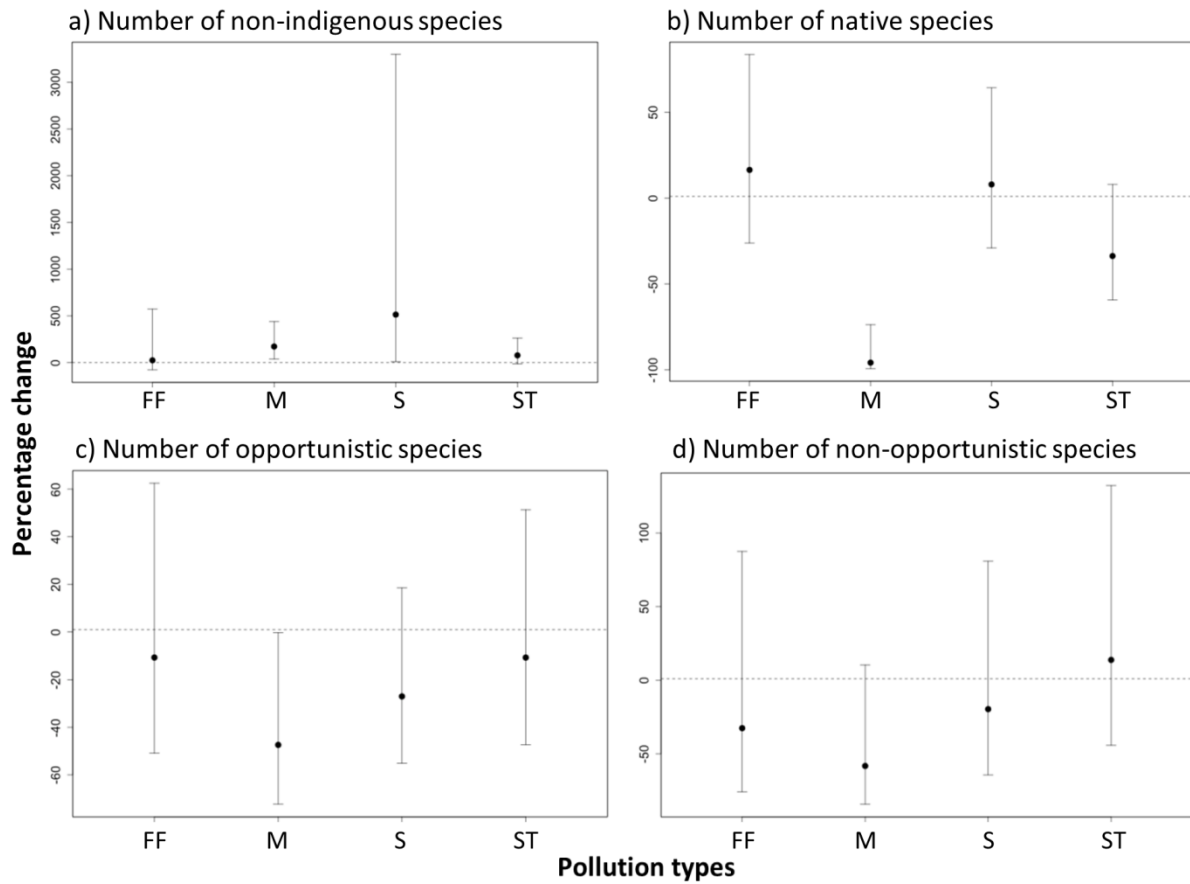 a) Number of non-indigenous species
b) Number of native species
3000
2500
2000
1500
1000
500
0
50
0
-50
-100
FF M S ST
FF M S ST
Percentage change
c) Number of opportunistic species
d) Number of non-opportunistic species
60
40
20
0
-20
-40
-60
100
50
0
-50
FF M S ST
FF M S ST
Pollution types